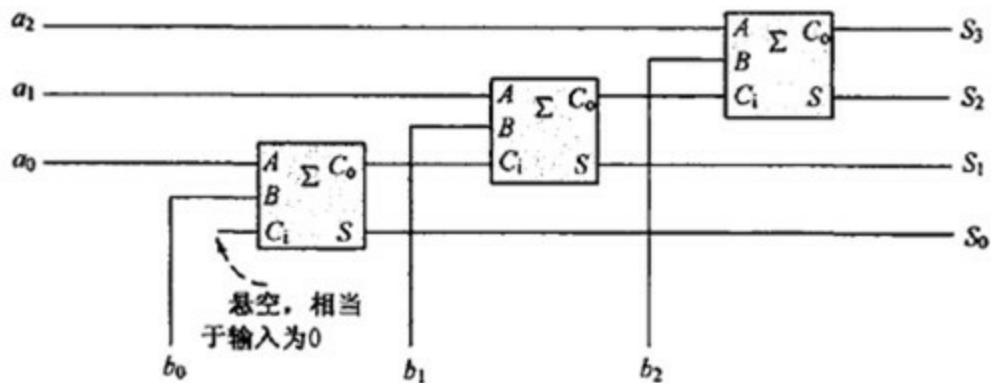 a₂ A Σ Cₒ S₃
B
a₁ A Σ Cₒ Cᵢ S S₂
B
a₀ A Σ Cₒ Cᵢ S S₁
B
Cᵢ S S₀
悬空，相当
于输入为0
b₀ b₁ b₂